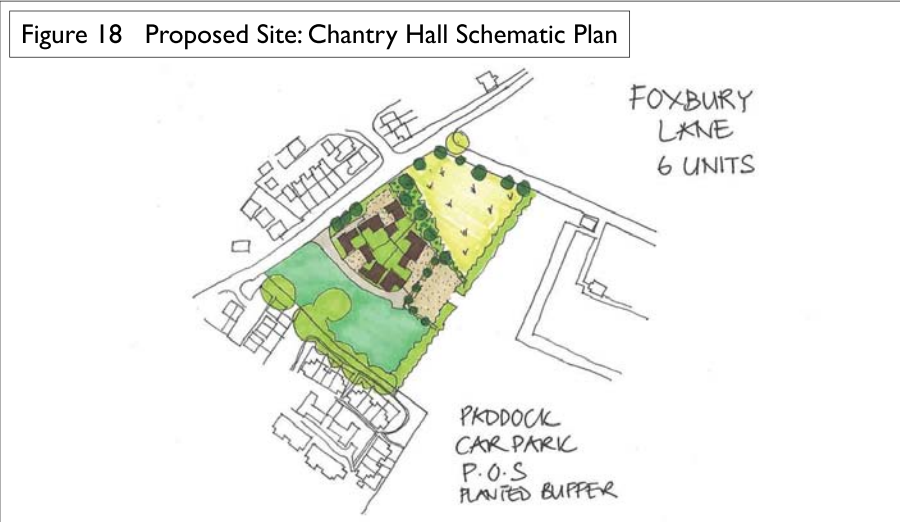 Figure 18 Proposed Site: Chantry Hall Schematic Plan
FOXBURY
LANE
6 UNITS
PADDOCK
CAR PARK
P.O.S
PLANTED BUFFER